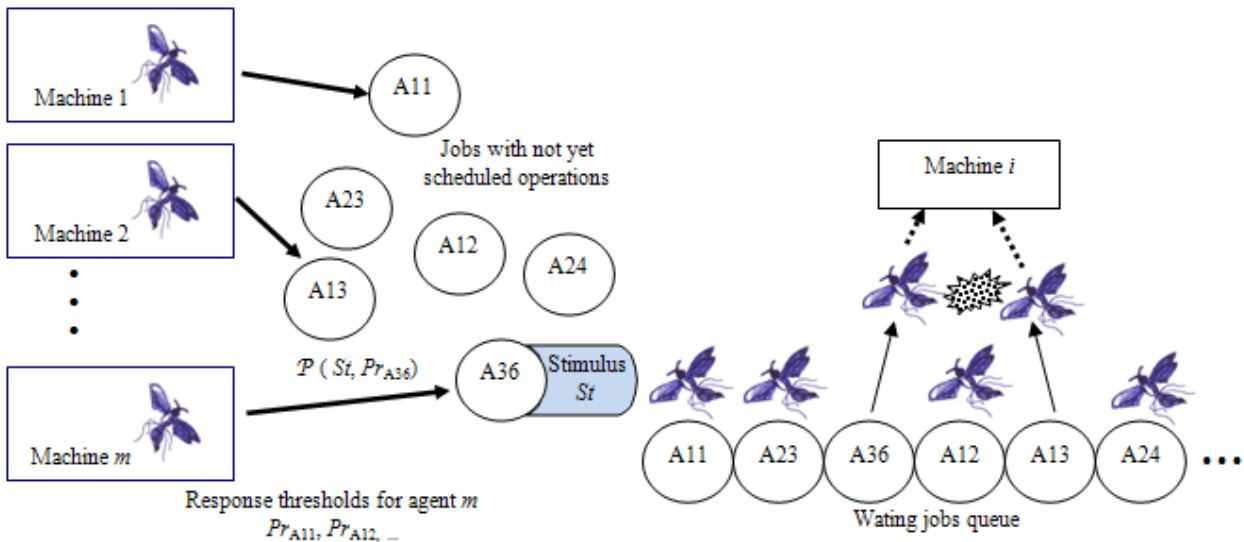 Machine 1
A11
Jobs with not yet
scheduled operations
Machine 2
A23
A12
A24
A13
P ( St, PrA36)
A36
Stimulus
St
Machine m
Response thresholds for agent m
PrA11, PrA12, ...
Machine i
A11
A23
A36
A12
A13
A24
...
Wating jobs queue